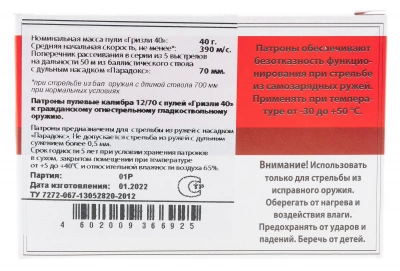 Номинальная масса пули «Гризли 40» 40 г.
Средняя начальная скорость, не менее* 390 м/с.
Поперечник рассеивания в серии из 5 выстрелов
на дальности 50 м из баллистического ствола
с дульным насадком «Парадокс» 70 мм.
* - при стрельбе из бал. оружия с длиной ствола 700 мм
при нормальных условиях)
Патроны пулевые калибра 12/70 с пулей «Гризли 40»
к гражданскому огнестрельному гладкоствольному
оружию.
Патроны предназначены для стрельбы из ружей с насадком
«Парадокс». Не допускается стрельба из ружей с дульным
сужением более 0,5 мм.
Срок годности 5 лет при условии хранения патронов
в сухом, закрытом помещении при температуре
от +5 до +40°С и относительной влажности воздуха 65%.
Партия: 01Р
Дата изготовления: 01.2022
ТУ 7272-067-13052820-2012
4 602009 366925
Патроны обеспечивают
безотказность функцио-
нирования при стрельбе
из самозарядных ружей.
Применять при темпера-
туре от -30 до +50 °С.
Внимание! Использовать
только для стрельбы из
исправного оружия.
Оберегать от нагрева и
воздействия влаги.
Предохранять от ударов и
падений. Беречь от детей.